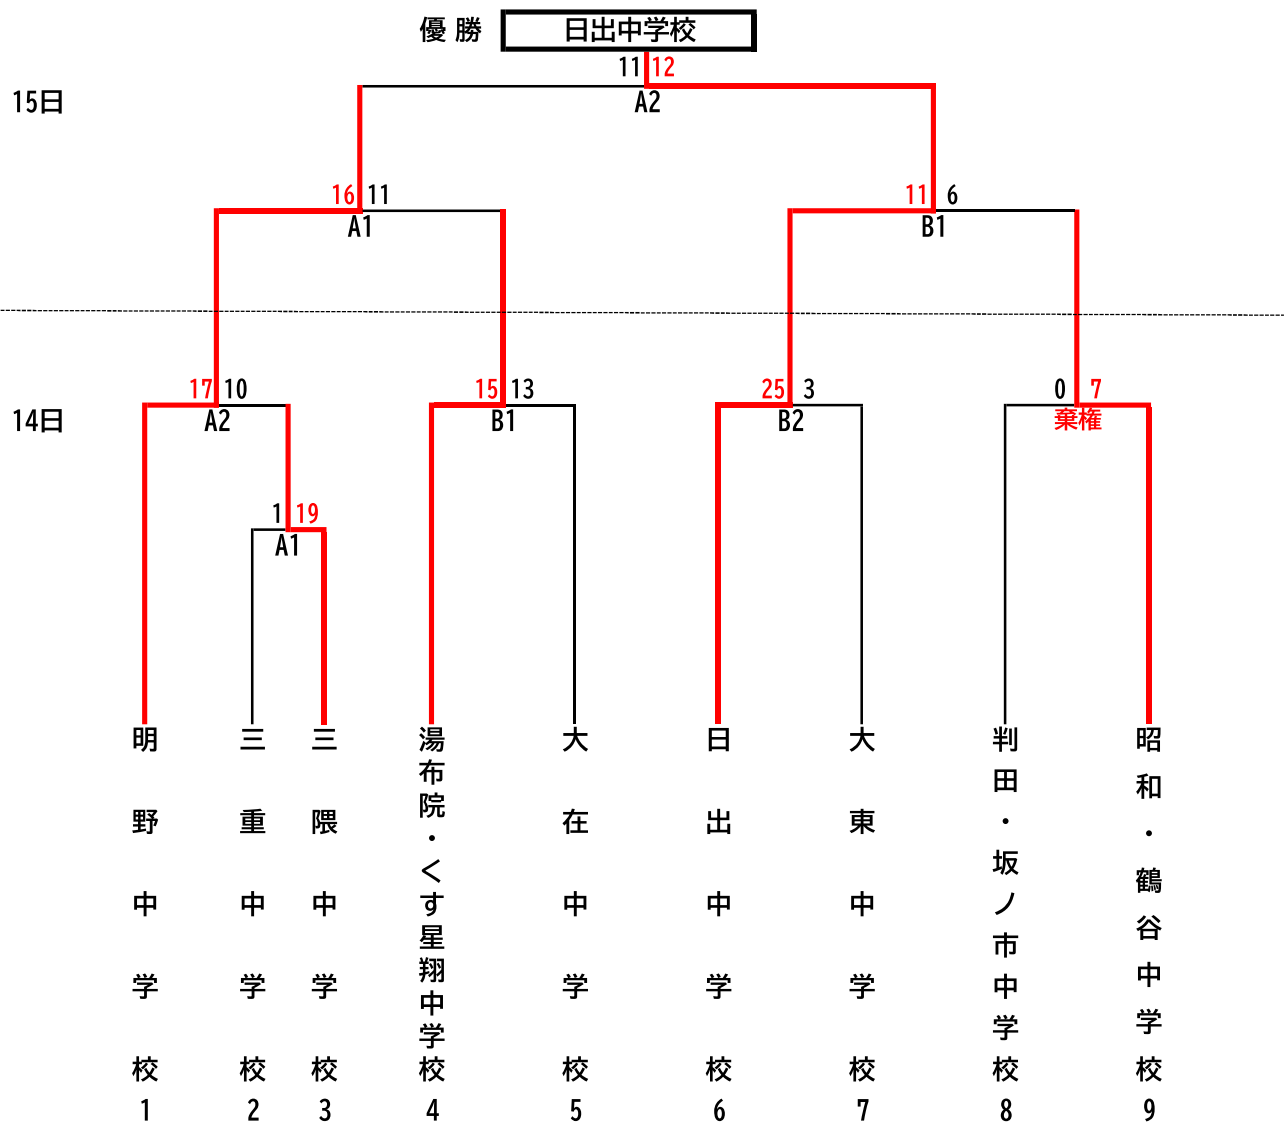 優勝 日出中学校
11 12
A2
15日
16 11
A1
11 6
B1
17 10
A2
15 13
B1
25 3
B2
0 7
棄権
14日
1 19
A1
明野中学校
1
三重中学校
2
三隈中学校
3
湯布院・くす星翔中学校
4
大在中学校
5
日出中学校
6
大東中学校
7
判田・坂ノ市中学校
8
昭和・鶴谷中学校
9